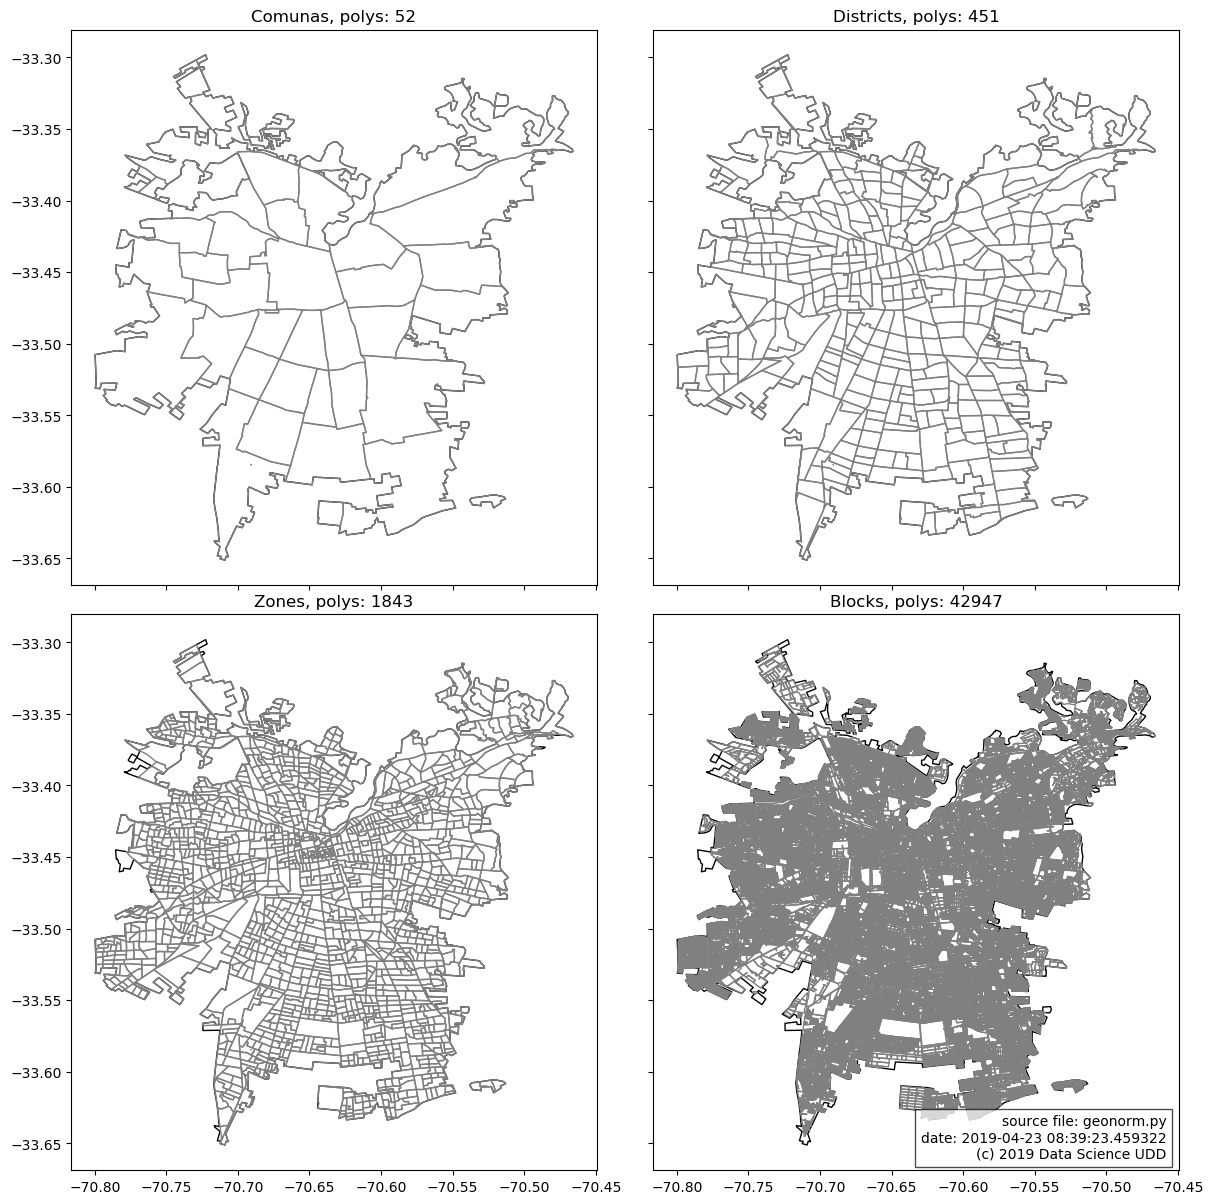 Comunas, polys: 52
Districts, polys: 451
−33.30
−33.35
−33.40
−33.45
−33.50
−33.55
−33.60
−33.65
Zones, polys: 1843
Blocks, polys: 42947
−33.30
−33.35
−33.40
−33.45
−33.50
−33.55
−33.60
−33.65
source file: geonorm.py
date: 2019-04-23 08:39:23.459322
(c) 2019 Data Science UDD
−70.80 −70.75 −70.70 −70.65 −70.60 −70.55 −70.50 −70.45
−70.80 −70.75 −70.70 −70.65 −70.60 −70.55 −70.50 −70.45